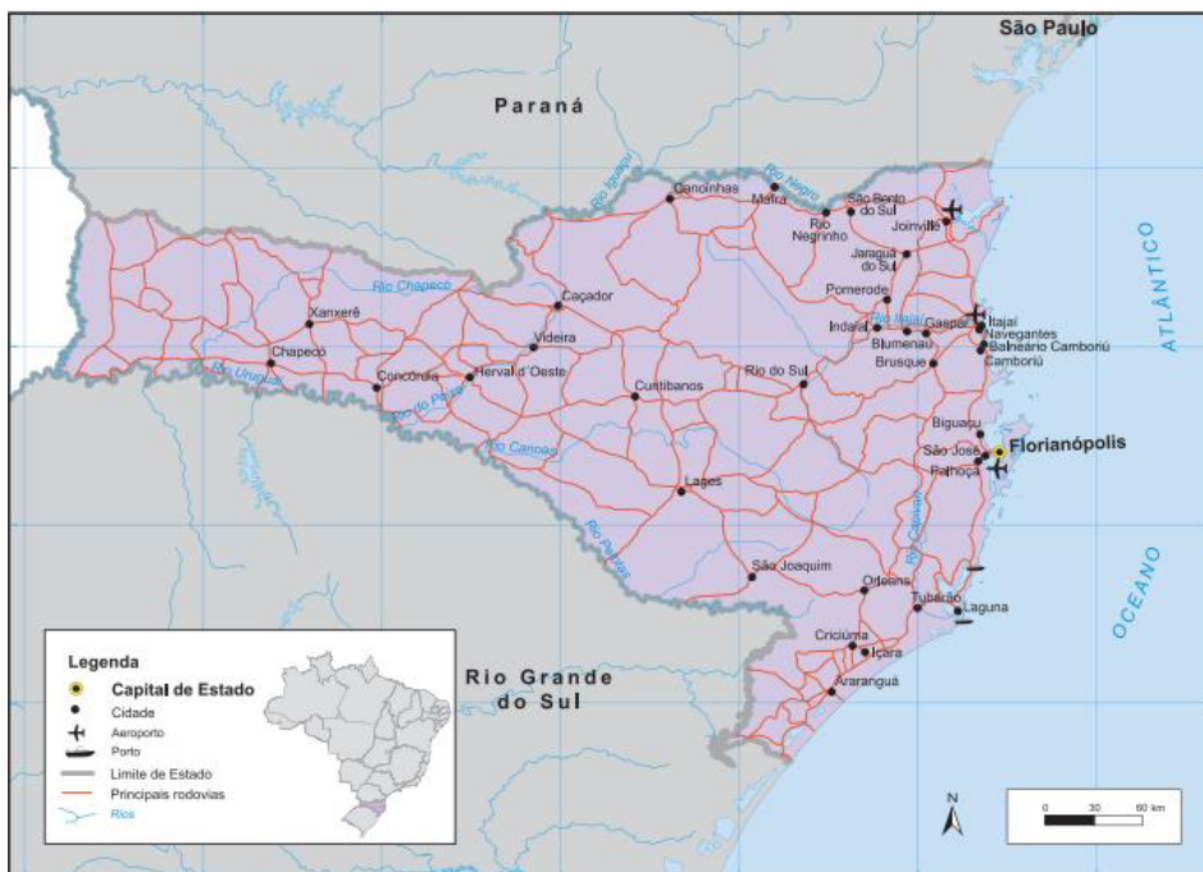 São Paulo
Paraná
Rio Iguaçu
Canoinhas
Rio Negro
Mafra
São Bento
do Sul
Rio
Negrinho
Joinville
Jaraguá
do Sul
ATLÂNTICO
Rio Chapecó
Caçador
Pomerode
Xanxerê
Rio Itajaí
Indaial
Gaspar
Itajaí
Navegantes
Blumenau
Balneário Camboriú
Videira
Camboriú
Brusque
Chapecó
Rio Uruguai
Concórdia
Herval d´Oeste
Rio do Sul
Rio do Peixe
Curitibanos
Biguaçu
Rio Canoas
São José
Florianópolis
Palhoça
Lages
Rio Capivari
Rio Pelotas
OCEANO
São Joaquim
Orleans
Tubarão
Laguna
Criciúma
Içara
Araranguá
Rio Grande
do Sul
Legenda
Capital de Estado
Cidade
Aeroporto
Porto
Limite de Estado
Principais rodovias
Rios
N
0 30 60 km